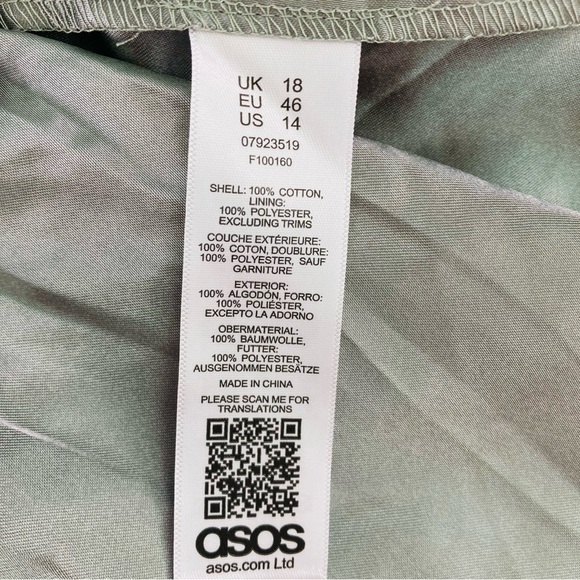 UK 18
EU 46
US 14
07923519
F100160
SHELL: 100% COTTON,
LINING:
100% POLYESTER,
EXCLUDING TRIMS
COUCHE EXTÉRIEURE:
100% COTON, DOUBLURE:
100% POLYESTER, SAUF
GARNITURE
EXTERIOR:
100% ALGODÓN, FORRO:
100% POLIÉSTER,
EXCEPTO LA ADORNO
OBERMATERIAL:
100% BAUMWOLLE,
FUTTER:
100% POLYESTER,
AUSGENOMMEN BESÄTZE
MADE IN CHINA
PLEASE SCAN ME FOR
TRANSLATIONS
asos
asos.com Ltd